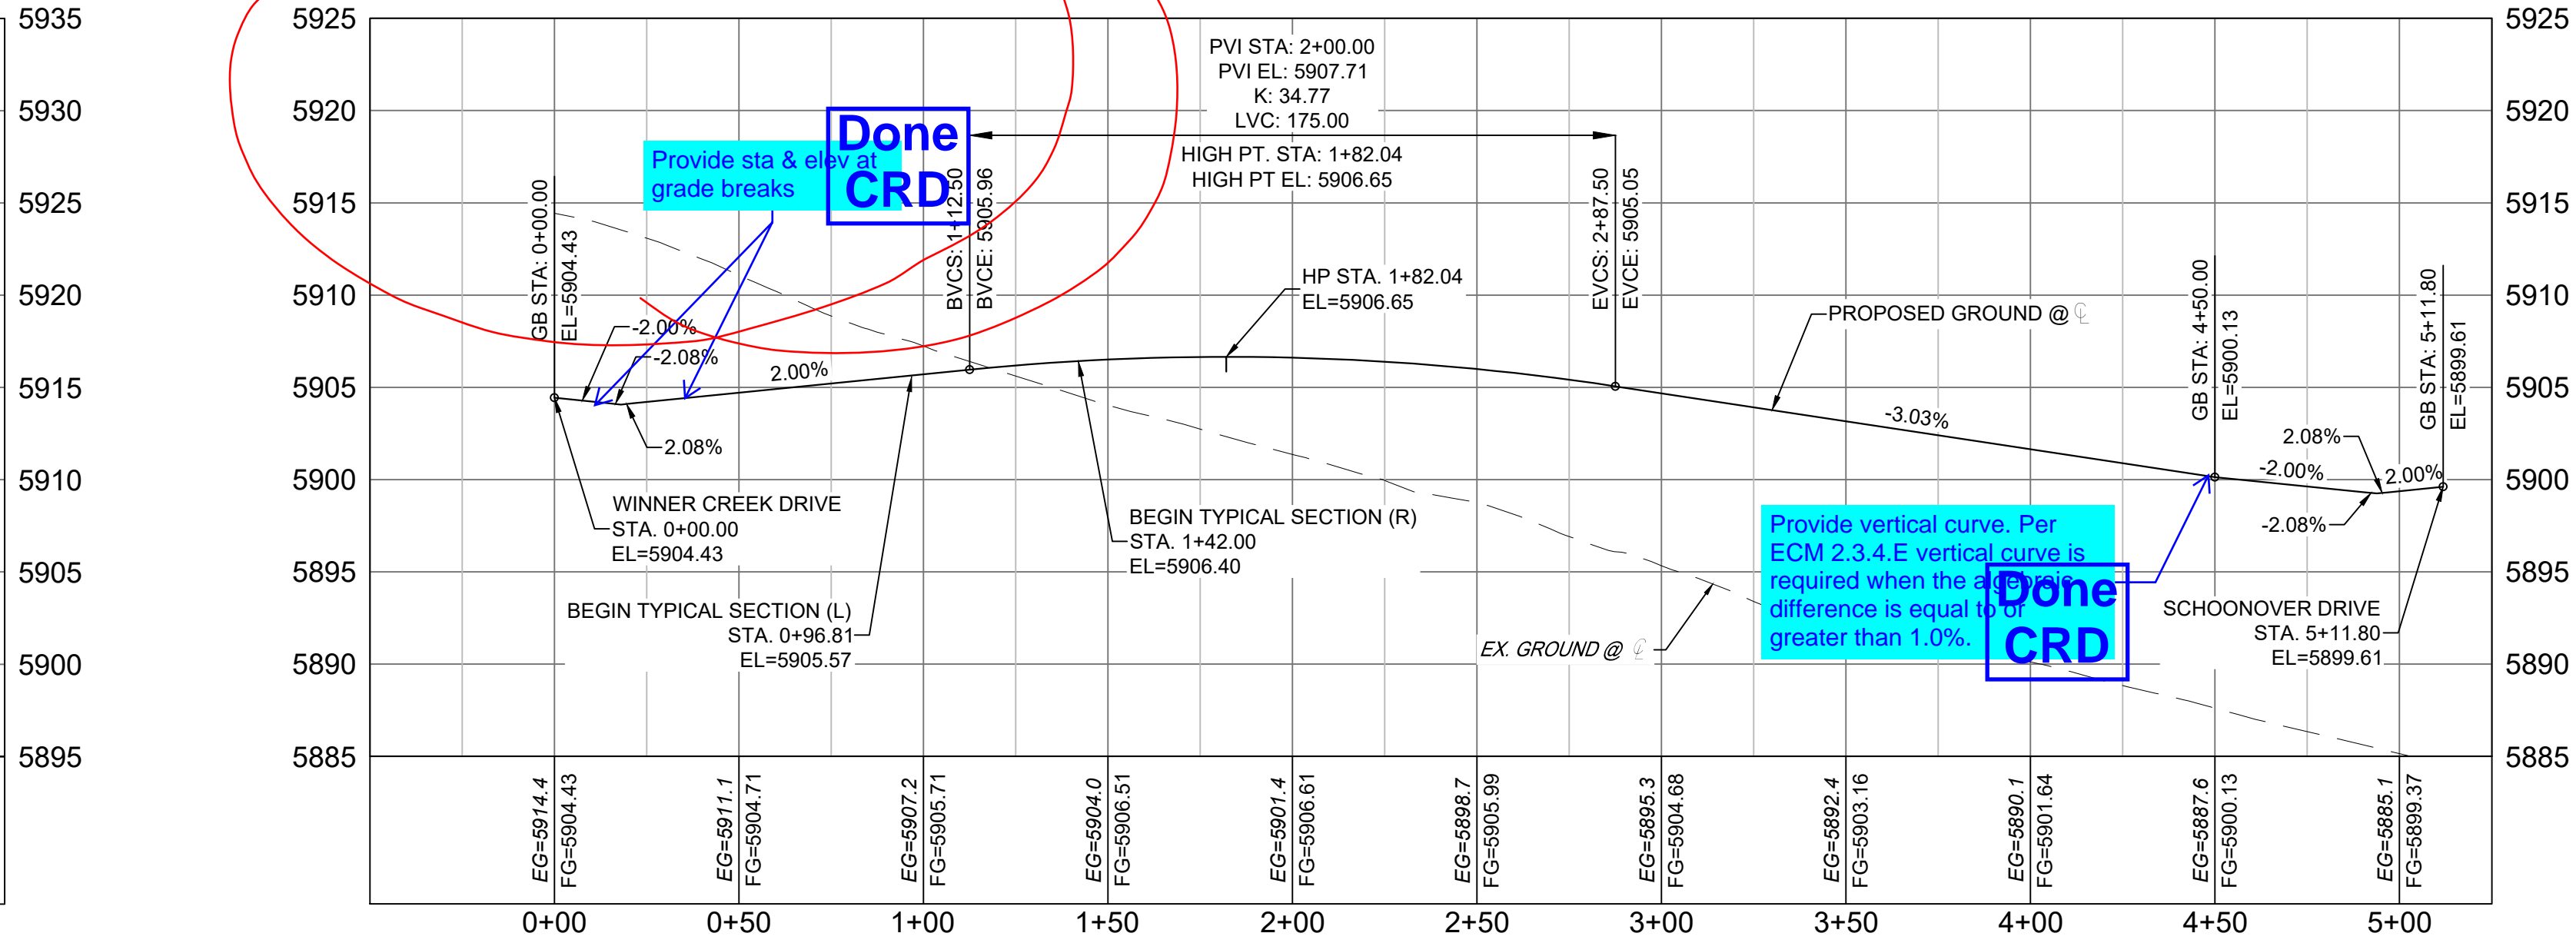 5935
5930
5925
5920
5915
5910
5905
5900
5895
5925
5920
5915
5910
5905
5900
5895
5890
5885
PVI STA: 2+00.00
PVI EL: 5907.71
K: 34.77
LVC: 175.00
HIGH PT. STA: 1+82.04
HIGH PT EL: 5906.65
Provide sta & elev at
grade breaks
Done
CRD
GB STA: 0+00.00
EL=5904.43
BVCS: 1+12.50
BVCE: 5905.96
EVCS: 2+87.50
EVCE: 5905.05
GB STA: 4+50.00
EL=5900.13
GB STA: 5+11.80
EL=5899.61
HP STA. 1+82.04
EL=5906.65
PROPOSED GROUND @ ℄
-2.00%
-2.08%
2.00%
2.08%
-3.03%
2.08%
-2.00%
2.00%
-2.08%
WINNER CREEK DRIVE
STA. 0+00.00
EL=5904.43
BEGIN TYPICAL SECTION (R)
STA. 1+42.00
EL=5906.40
BEGIN TYPICAL SECTION (L)
STA. 0+96.81
EL=5905.57
EX. GROUND @ ℄
Provide vertical curve. Per
ECM 2.3.4.E vertical curve is
required when the algebraic
difference is equal to or
greater than 1.0%.
Done
CRD
SCHOONOVER DRIVE
STA. 5+11.80
EL=5899.61
5925
5920
5915
5910
5905
5900
5895
5890
5885
EG=5914.4
FG=5904.43
EG=5911.1
FG=5904.71
EG=5907.2
FG=5905.71
EG=5904.0
FG=5906.51
EG=5901.4
FG=5906.61
EG=5898.7
FG=5905.99
EG=5895.3
FG=5904.68
EG=5892.4
FG=5903.16
EG=5890.1
FG=5901.64
EG=5887.6
FG=5900.13
EG=5885.1
FG=5899.37
0+00
0+50
1+00
1+50
2+00
2+50
3+00
3+50
4+00
4+50
5+00